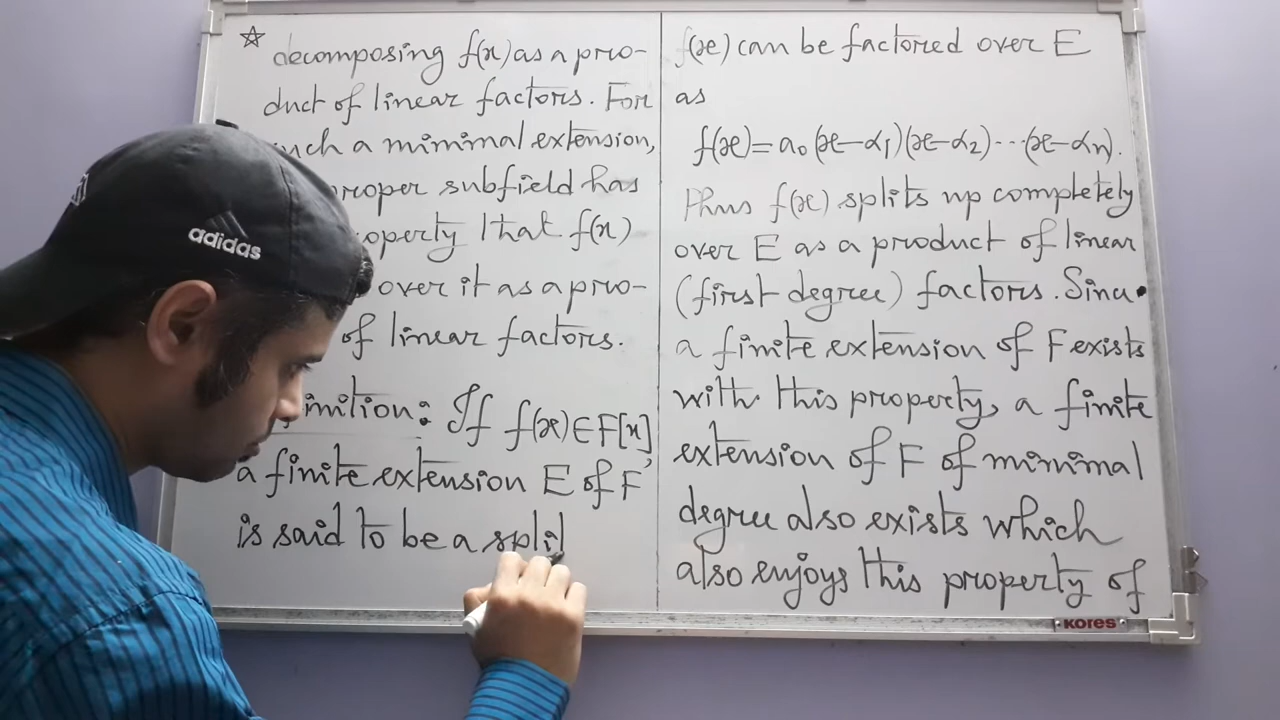 ☆ decomposing f(x) as a pro-
duct of linear factors. For
a minimal extension,
subfield has
that f(x)
over it as a pro-
of linear factors.
If f(x)∈F[x],
a finite extension E of F
is said to be a split
f(x) can be factored over E
as
f(x)=a₀(x-α₁)(x-α₂)···(x-αn).
Thus f(x) splits up completely
over E as a product of linear
(first degree) factors. Since
a finite extension of F exists
with this property, a finite
extension of F of minimal
degree also exists which
also enjoys this property of
adidas
KORES